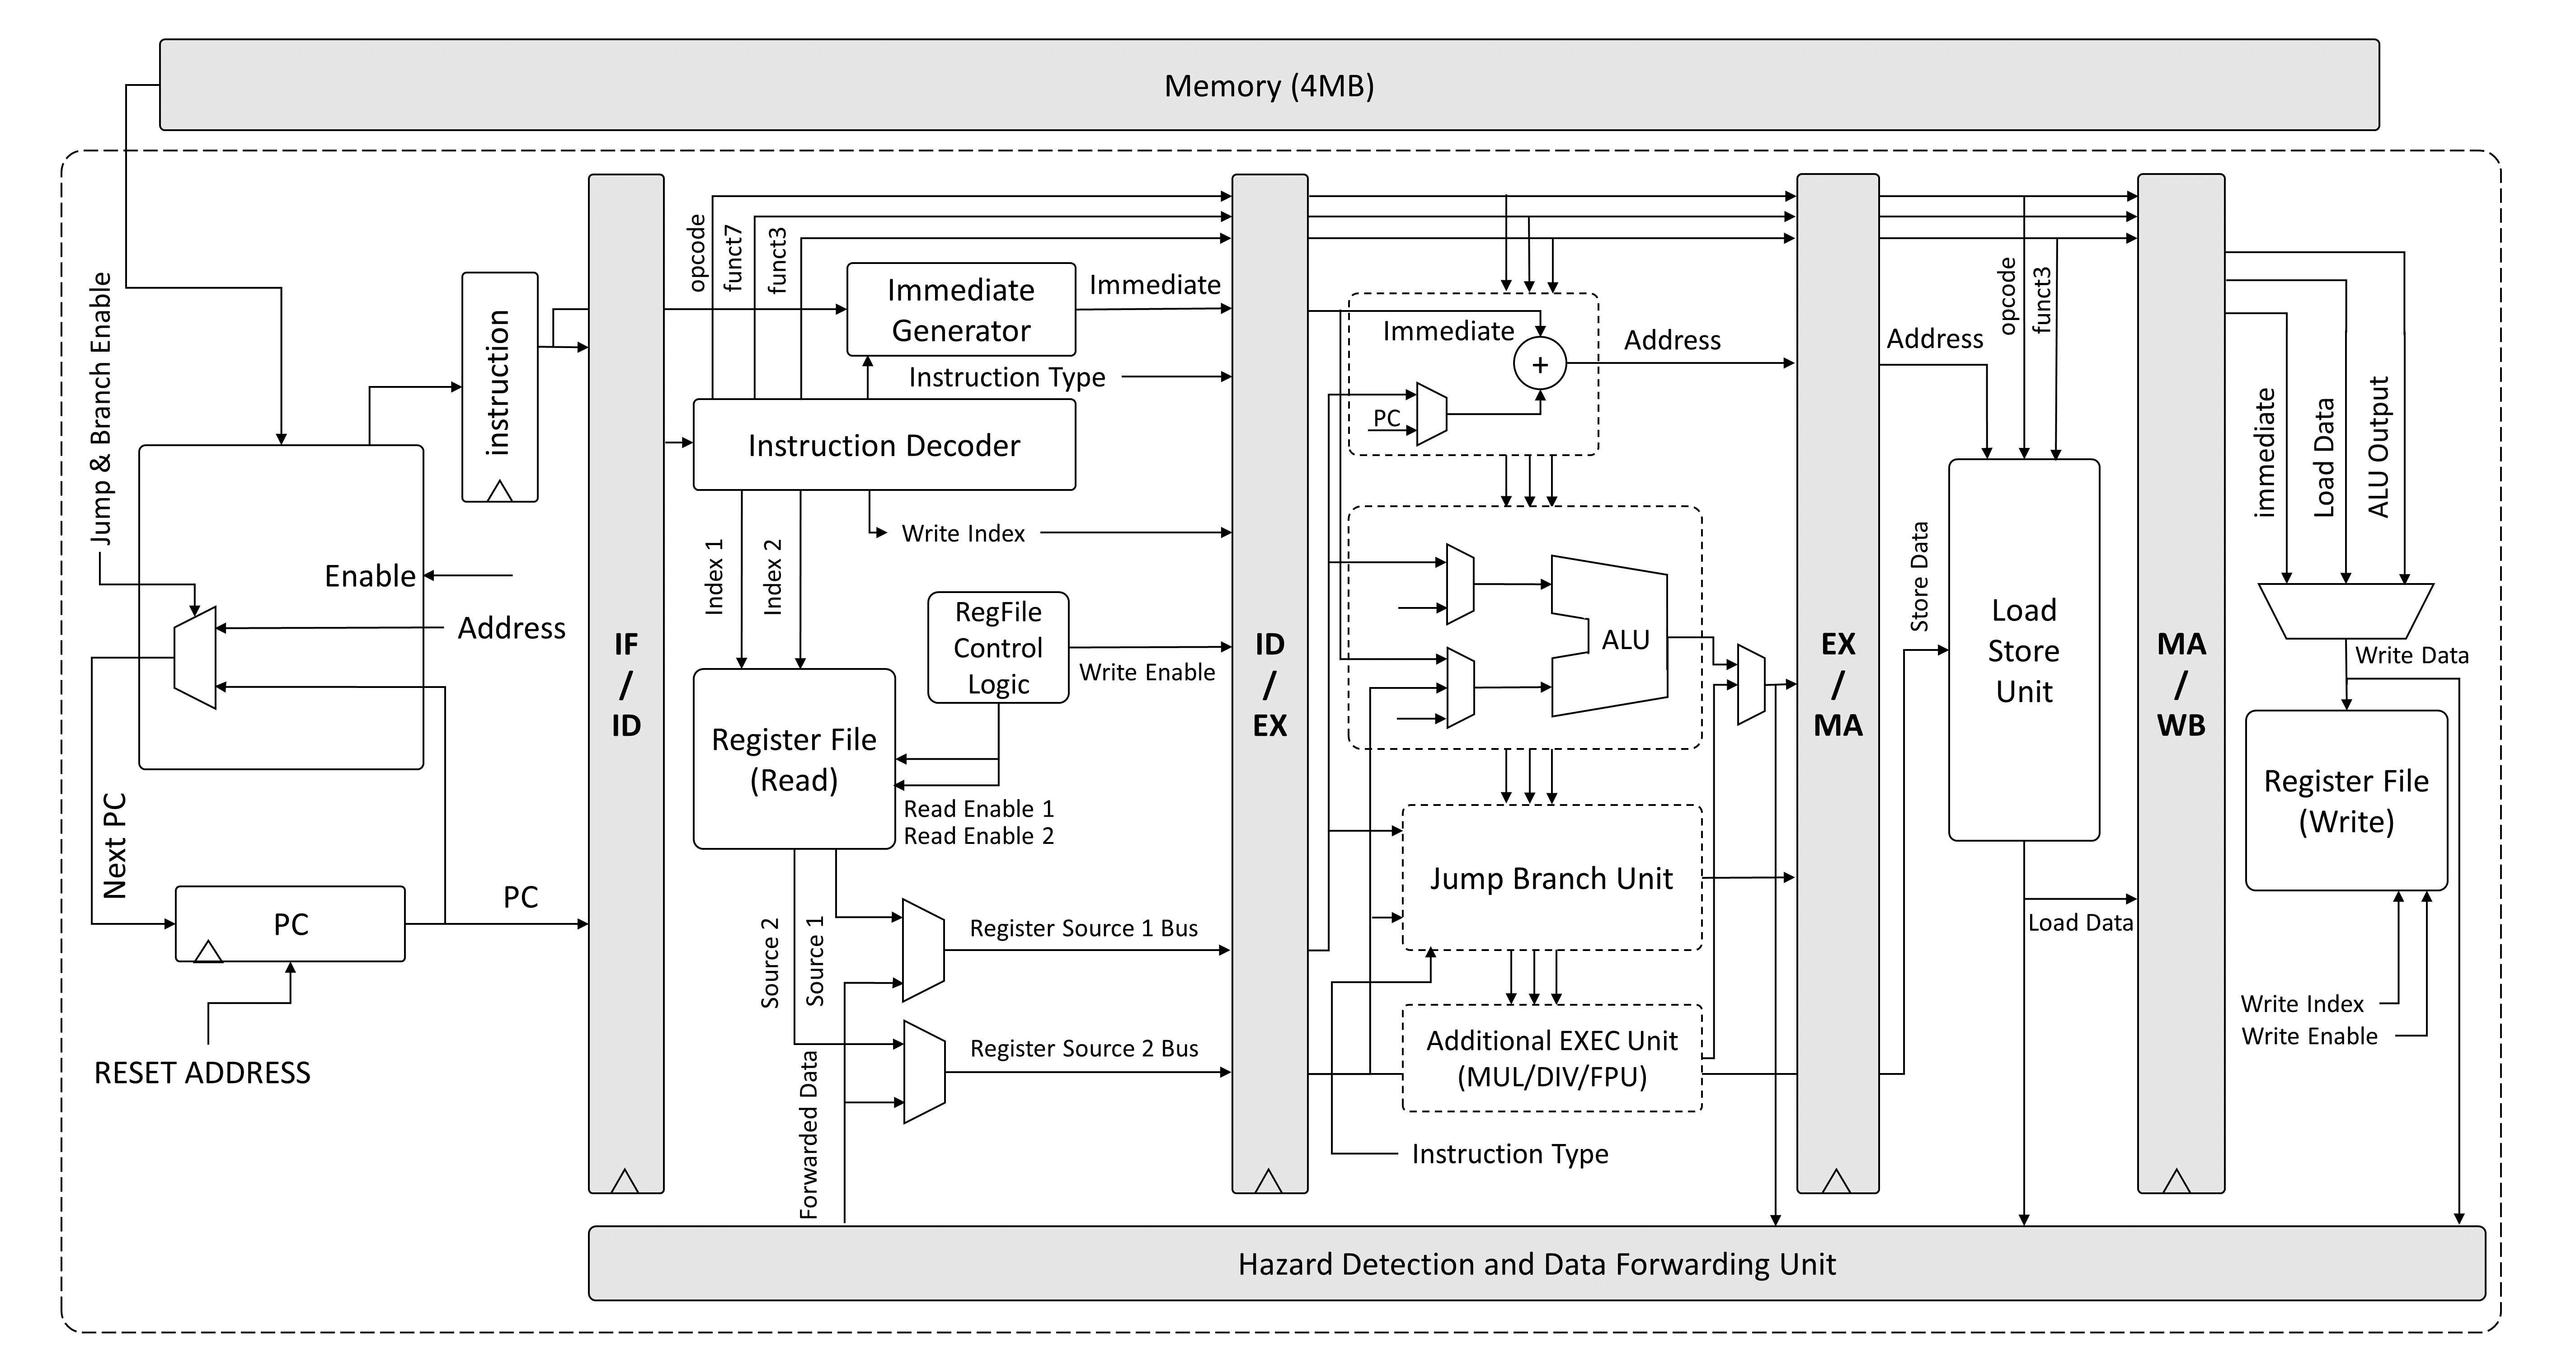 Memory (4MB)
Jump & Branch Enable
instruction
Enable
Address
Next PC
PC
PC
RESET ADDRESS
IF
/
ID
opcode
funct7
funct3
Immediate
Generator
Immediate
Instruction Type
Instruction Decoder
Index 1
Index 2
Write Index
RegFile
Control
Logic
Write Enable
Register File
(Read)
Read Enable 1
Read Enable 2
Source 2
Source 1
Register Source 1 Bus
Register Source 2 Bus
Forwarded Data
ID
/
EX
Immediate
+
PC
Address
ALU
Jump Branch Unit
Additional EXEC Unit
(MUL/DIV/FPU)
Instruction Type
EX
/
MA
Address
opcode
funct3
Store Data
Load
Store
Unit
Load Data
MA
/
WB
immediate
Load Data
ALU Output
Write Data
Register File
(Write)
Write Index
Write Enable
Hazard Detection and Data Forwarding Unit